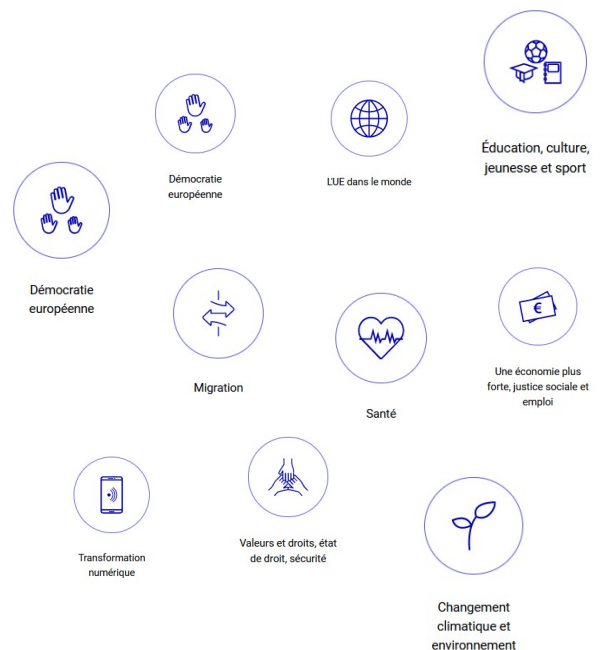 Éducation, culture,
jeunesse et sport
Démocratie
européenne
L'UE dans le monde
Démocratie
européenne
Migration
Santé
Une économie plus
forte, justice sociale et
emploi
Transformation
numérique
Valeurs et droits, état
de droit, sécurité
Changement
climatique et
environnement